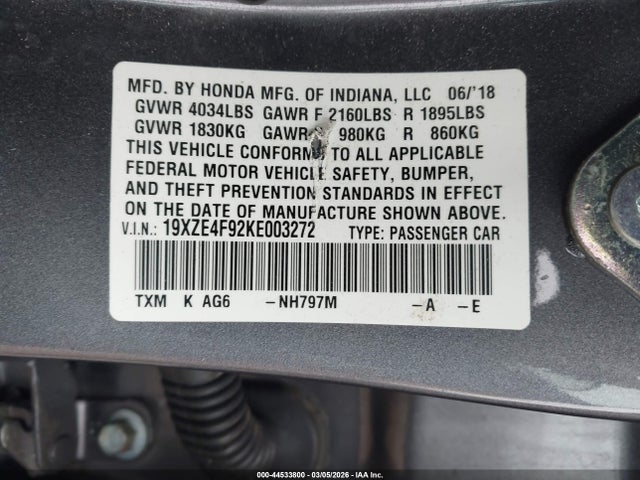 MFD. BY HONDA MFG. OF INDIANA, LLC 06/'18
GVWR 4034LBS GAWR F 2160LBS R 1895LBS
GVWR 1830KG GAWR 980KG R 860KG
THIS VEHICLE CONFORMS TO ALL APPLICABLE
FEDERAL MOTOR VEHICLE SAFETY, BUMPER,
AND THEFT PREVENTION STANDARDS IN EFFECT
ON THE DATE OF MANUFACTURE SHOWN ABOVE.
V.I.N.: 19XZE4F92KE003272 TYPE: PASSENGER CAR
TXM K AG6 -NH797M -A -E
000-44533800 | 03/05/2026 | IAA Inc.